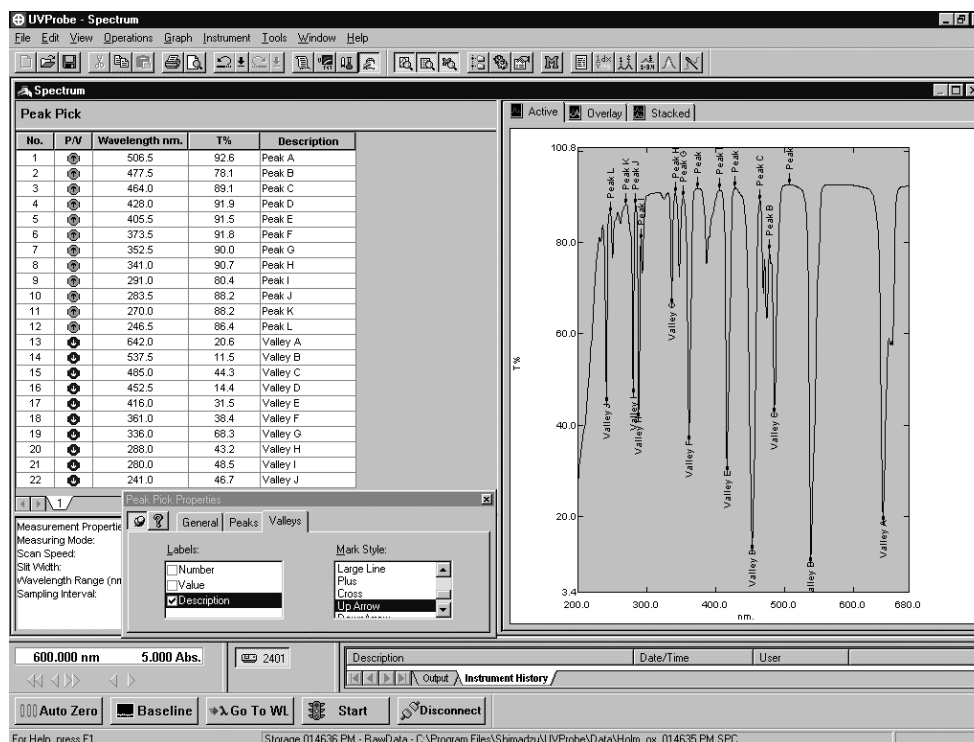 UVProbe - Spectrum
File Edit View Operations Graph Instrument Tools Window Help
Spectrum
Peak Pick
No. P/V Wavelength nm. T% Description
1 506.5 92.6 Peak A
2 477.5 78.1 Peak B
3 464.0 89.1 Peak C
4 428.0 91.9 Peak D
5 405.5 91.5 Peak E
6 373.5 91.8 Peak F
7 352.5 90.0 Peak G
8 341.0 90.7 Peak H
9 291.0 80.4 Peak I
10 283.5 88.2 Peak J
11 270.0 88.2 Peak K
12 246.5 86.4 Peak L
13 642.0 20.6 Valley A
14 537.5 11.5 Valley B
15 485.0 44.3 Valley C
16 452.5 14.4 Valley D
17 416.0 31.5 Valley E
18 361.0 38.4 Valley F
19 336.0 68.3 Valley G
20 288.0 43.2 Valley H
21 280.0 48.5 Valley I
22 241.0 46.7 Valley J
1
Measurement Propertie
Measuring Mode:
Scan Speed:
Slit Width:
Wavelength Range (nm
Sampling Interval:
Peak Pick Properties
General Peaks Valleys
Labels:
Number
Value
Description
Mark Style:
Large Line
Plus
Cross
Up Arrow
Active Overlay Stacked
100.8
80.0
60.0
40.0
20.0
3.4
T%
200.0 300.0 400.0 500.0 600.0 680.0
nm.
Peak L
Peak K
Peak J
Peak I
Peak H
Peak G
Peak
Peak
Peak
Peak C
Peak B
Peak
Valley J
Valley I
Valley G
Valley F
Valley E
Valley D
Valley C
Valley B
Valley A
600.000 nm 5.000 Abs.
2401
Description Date/Time User
Output Instrument History
Auto Zero Baseline Go To WL Start Disconnect
For Help, press F1
Storage 014636 PM - RawData - C:\Program Files\Shimadzu\UVProbe\Data\Holm_ox_014635 PM.SPC